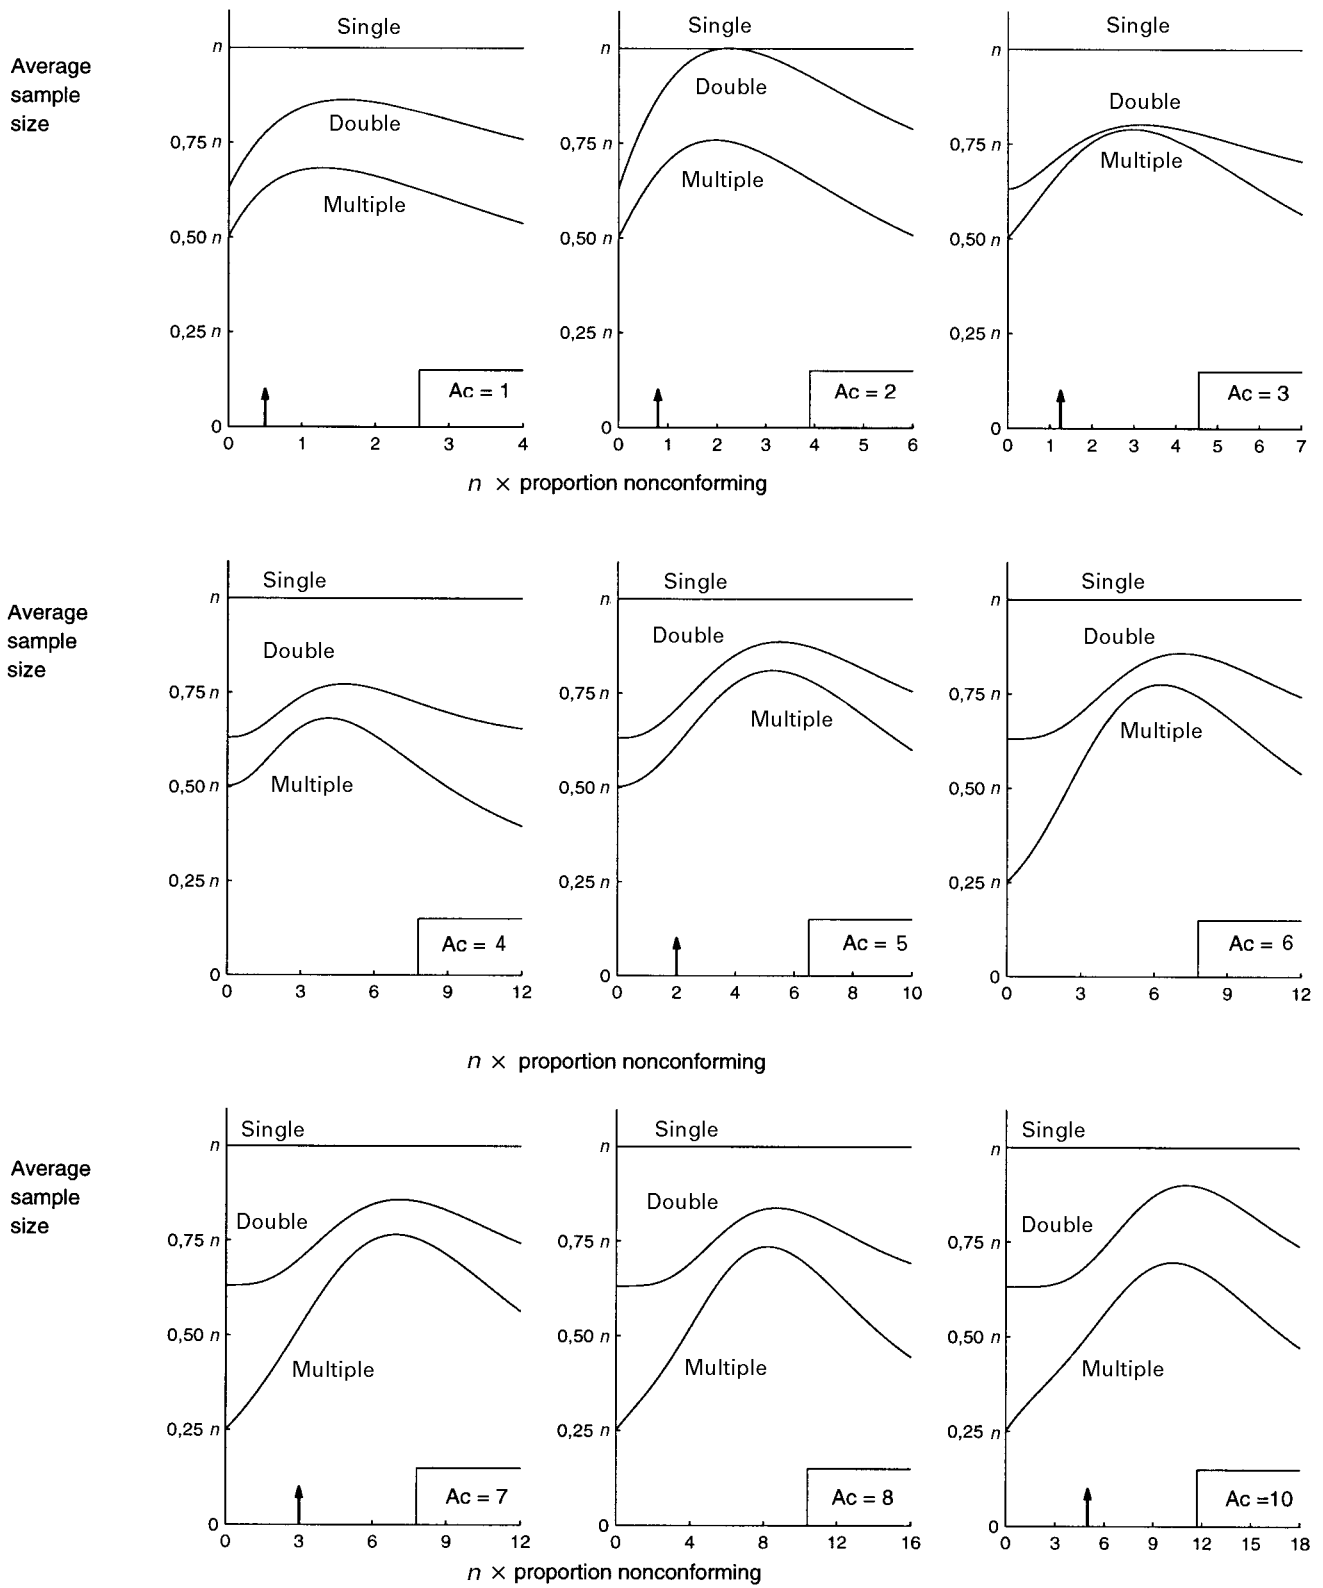 Average
sample
size
Single
n
Double
0,75 n
Multiple
0,50 n
0,25 n
Ac = 1
0
0 1 2 3 4
Single
n
Double
0,75 n
Multiple
0,50 n
0,25 n
Ac = 2
0
0 1 2 3 4 5 6
Single
n
Double
0,75 n
Multiple
0,50 n
0,25 n
Ac = 3
0
0 1 2 3 4 5 6 7
n × proportion nonconforming
Average
sample
size
Single
n
Double
0,75 n
Multiple
0,50 n
0,25 n
Ac = 4
0
0 3 6 9 12
Single
n
Double
0,75 n
Multiple
0,50 n
0,25 n
Ac = 5
0
0 2 4 6 8 10
Single
n
Double
0,75 n
Multiple
0,50 n
0,25 n
Ac = 6
0
0 3 6 9 12
n × proportion nonconforming
Average
sample
size
Single
n
Double
0,75 n
0,50 n
Multiple
0,25 n
Ac = 7
0
0 3 6 9 12
Single
n
Double
0,75 n
0,50 n
Multiple
0,25 n
Ac = 8
0
0 4 8 12 16
Single
n
Double
0,75 n
0,50 n
Multiple
0,25 n
Ac =10
0
0 3 6 9 12 15 18
n × proportion nonconforming